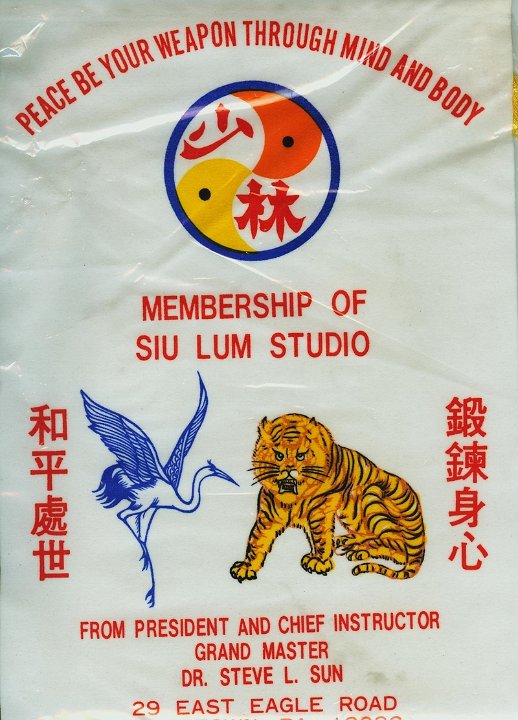 PEACE BE YOUR WEAPON THROUGH MIND AND BODY
少
林
MEMBERSHIP OF
SIU LUM STUDIO
鍛鍊身心
和平處世
FROM PRESIDENT AND CHIEF INSTRUCTOR
GRAND MASTER
DR. STEVE L. SUN
29 EAST EAGLE ROAD